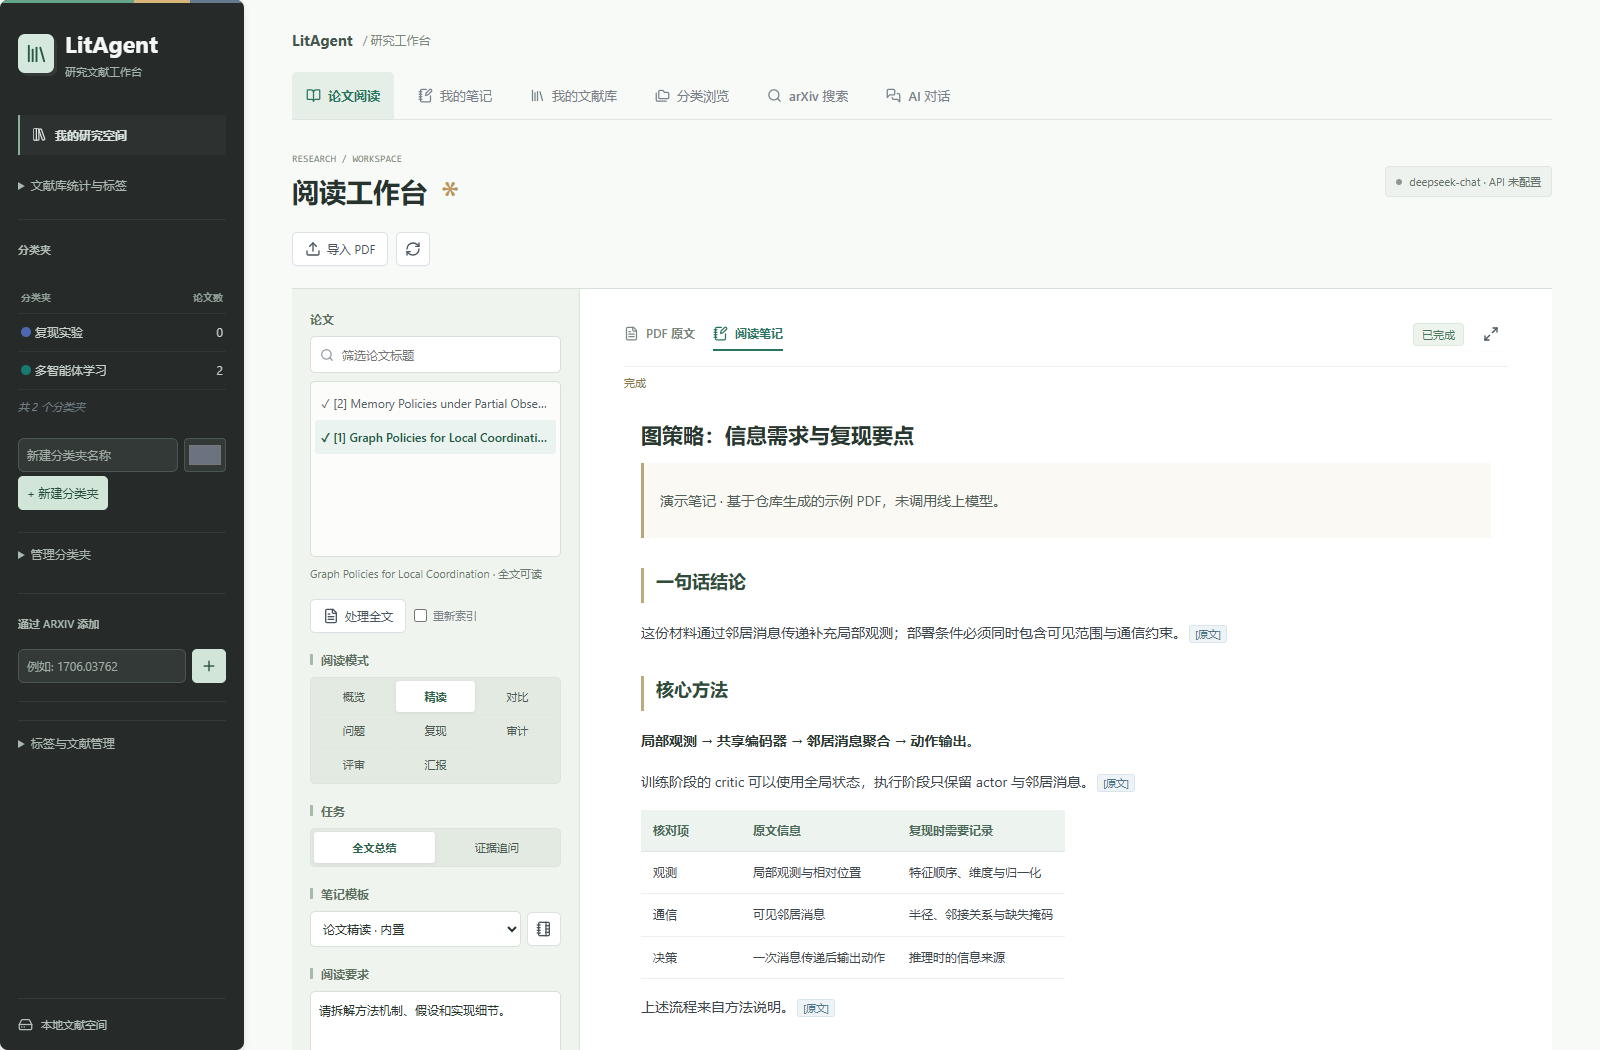 LitAgent
研究文献工作台
我的研究空间
文献库统计与标签
分类夹
分类夹 论文数
复现实验 0
多智能体学习 2
共 2 个分类夹
新建分类夹名称
+ 新建分类夹
管理分类夹
通过 ARXIV 添加
例如: 1706.03762
标签与文献管理
本地文献空间
LitAgent / 研究工作台
论文阅读 我的笔记 我的文献库 分类浏览 arXiv 搜索 AI 对话
RESEARCH / WORKSPACE
阅读工作台 *
deepseek-chat · API 未配置
导入 PDF
论文
筛选论文标题
✓ [2] Memory Policies under Partial Obse...
✓ [1] Graph Policies for Local Coordinati...
Graph Policies for Local Coordination · 全文可读
处理全文 重新索引
阅读模式
概览 精读 对比
问题 复现 审计
评审 汇报
任务
全文总结 证据追问
笔记模板
论文精读 · 内置
阅读要求
请拆解方法机制、假设和实现细节。
PDF 原文 阅读笔记 已完成
完成
图策略：信息需求与复现要点
演示笔记 · 基于仓库生成的示例 PDF，未调用线上模型。
一句话结论
这份材料通过邻居消息传递补充局部观测；部署条件必须同时包含可见范围与通信约束。 [原文]
核心方法
局部观测 → 共享编码器 → 邻居消息聚合 → 动作输出。
训练阶段的 critic 可以使用全局状态，执行阶段只保留 actor 与邻居消息。 [原文]
核对项 原文信息 复现时需要记录
观测 局部观测与相对位置 特征顺序、维度与归一化
通信 可见邻居消息 半径、邻接关系与缺失掩码
决策 一次消息传递后输出动作 推理时的信息来源
上述流程来自方法说明。 [原文]